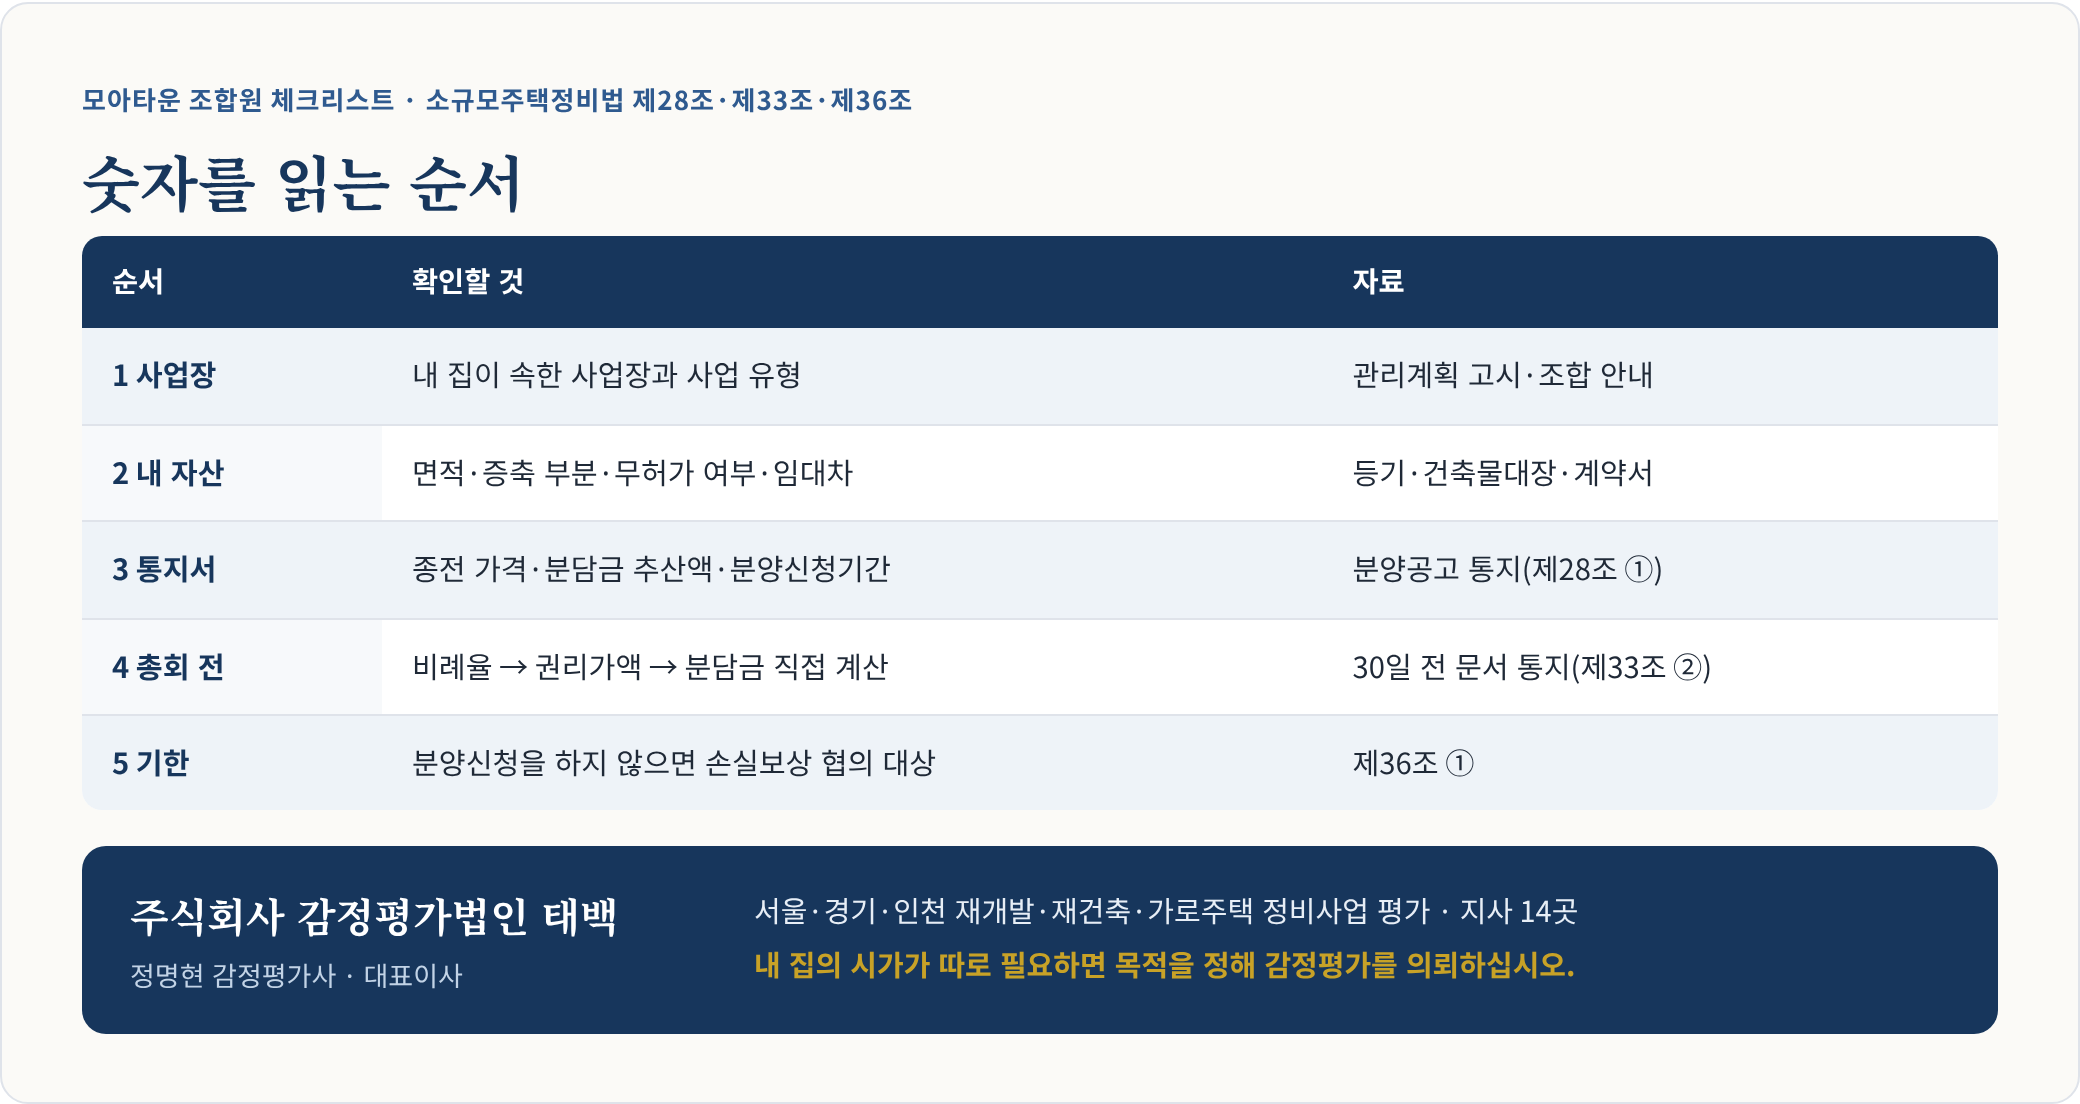 모아타운 조합원 체크리스트 · 소규모주택정비법 제28조·제33조·제36조
숫자를 읽는 순서
순서 확인할 것 자료
1 사업장 내 집이 속한 사업장과 사업 유형 관리계획 고시·조합 안내
2 내 자산 면적·증축 부분·무허가 여부·임대차 등기·건축물대장·계약서
3 통지서 종전 가격·분담금 추산액·분양신청기간 분양공고 통지(제28조 ①)
4 총회 전 비례율 → 권리가액 → 분담금 직접 계산 30일 전 문서 통지(제33조 ②)
5 기한 분양신청을 하지 않으면 손실보상 협의 대상 제36조 ①
주식회사 감정평가법인 태백
정명현 감정평가사 · 대표이사
서울·경기·인천 재개발·재건축·가로주택 정비사업 평가 · 지사 14곳
내 집의 시가가 따로 필요하면 목적을 정해 감정평가를 의뢰하십시오.